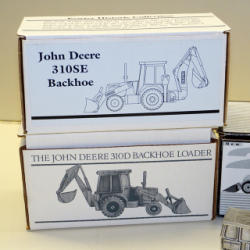 John Deere
310SE
Backhoe
THE JOHN DEERE 310D BACKHOE LOADER